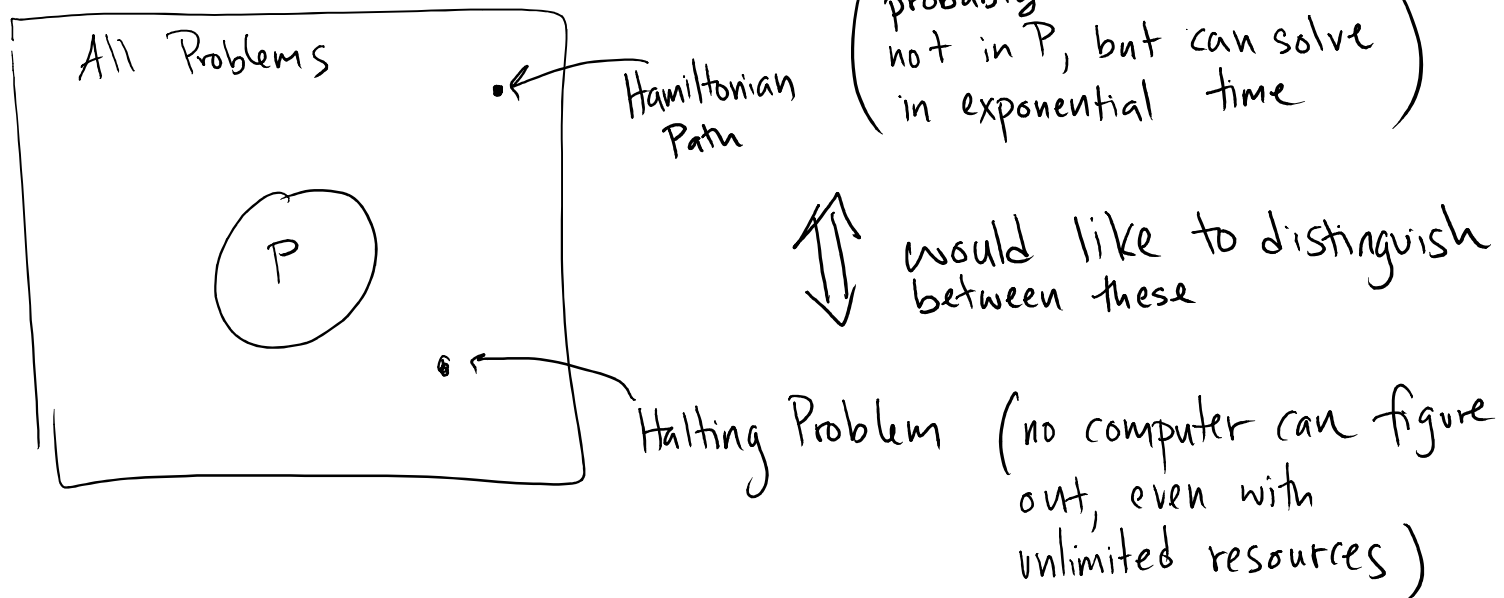 All Problems
probably
not in P, but can solve
in exponential time
Hamiltonian
Path
P
would like to distinguish
between these
Halting Problem (no computer can figure
out, even with
unlimited resources)